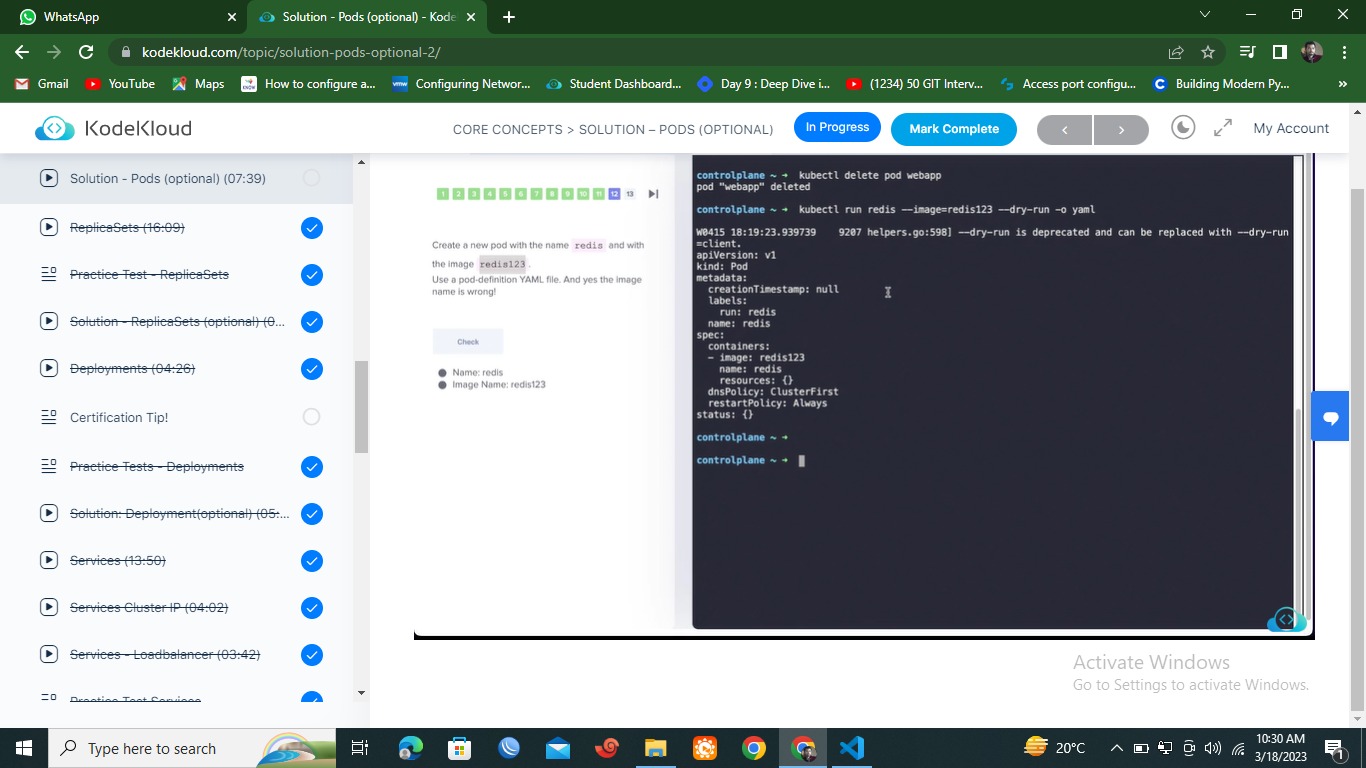 WhatsApp
Solution - Pods (optional) - Kode
kodekloud.com/topic/solution-pods-optional-2/
Gmail YouTube Maps How to configure a... Configuring Networ... Student Dashboard... Day 9 : Deep Dive i... (1234) 50 GIT Interv... Access port configu... Building Modern Py... »
KodeKloud
CORE CONCEPTS > SOLUTION – PODS (OPTIONAL)
In Progress
Mark Complete
My Account
Solution - Pods (optional) (07:39)
ReplicaSets (16:09)
Practice Test - ReplicaSets
Solution - ReplicaSets (optional) (0...
Deployments (04:26)
Certification Tip!
Practice Tests - Deployments
Solution: Deployment(optional) (05:...
Services (13:50)
Services Cluster IP (04:02)
Services - Loadbalancer (03:42)
Practice Test Services
1 2 3 4 5 6 7 8 9 10 11 12 13
Create a new pod with the name redis and with
the image redis123.
Use a pod-definition YAML file. And yes the image
name is wrong!
Check
Name: redis
Image Name: redis123
controlplane ~ ➜ kubectl delete pod webapp
pod "webapp" deleted
controlplane ~ ➜ kubectl run redis --image=redis123 --dry-run -o yaml
W0415 18:19:23.939739 9207 helpers.go:598] --dry-run is deprecated and can be replaced with --dry-run
=client.
apiVersion: v1
kind: Pod
metadata:
creationTimestamp: null
labels:
run: redis
name: redis
spec:
containers:
- image: redis123
name: redis
resources: {}
dnsPolicy: ClusterFirst
restartPolicy: Always
status: {}
controlplane ~ ➜
controlplane ~ ➜
Activate Windows
Go to Settings to activate Windows.
Type here to search
20°C
10:30 AM
3/18/2023
1